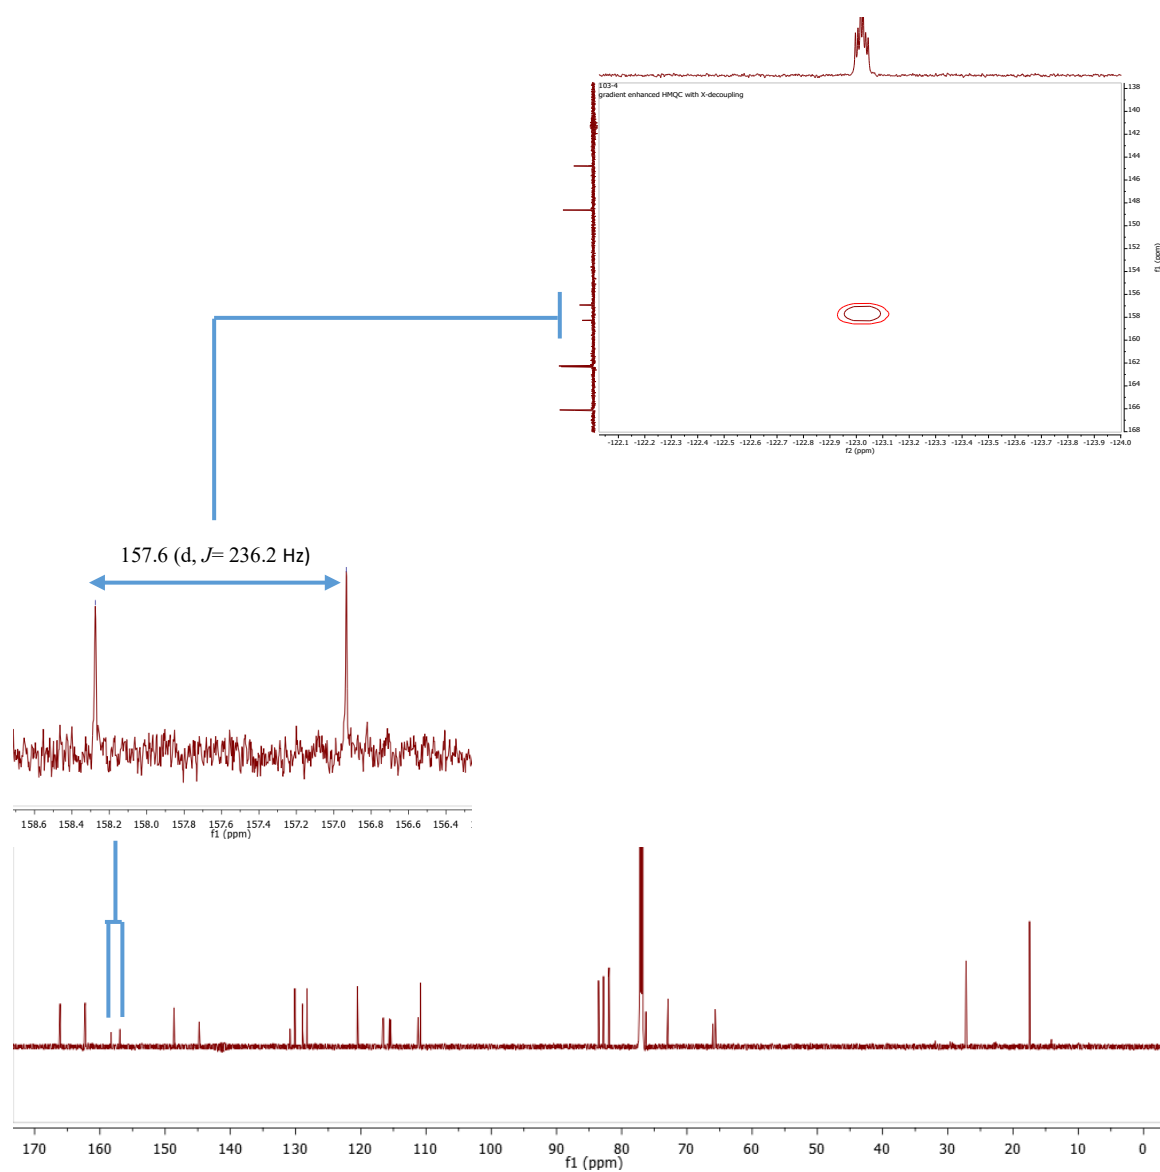 103-4
gradient enhanced HMQC with X-decoupling
138
140
142
144
146
148
150
152
154
156
158
160
162
164
166
168
f1 (ppm)
-122.1 -122.2 -122.3 -122.4 -122.5 -122.6 -122.7 -122.8 -122.9 -123.0 -123.1 -123.2 -123.3 -123.4 -123.5 -123.6 -123.7 -123.8 -123.9 -124.0
f2 (ppm)
157.6 (d, J= 236.2 Hz)
158.6 158.4 158.2 158.0 157.8 157.6 157.4 157.2 157.0 156.8 156.6 156.4
f1 (ppm)
170 160 150 140 130 120 110 100 90 80 70 60 50 40 30 20 10 0
f1 (ppm)